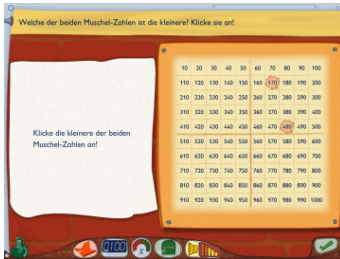 Welche der beiden Muschel-Zahlen ist die kleinere? Klicke sie an!
Klicke die kleinere der beiden
Muschel-Zahlen an!
10 20 30 40 50 60 70 80 90 100
110 120 130 140 150 160 170 180 190 200
210 220 230 240 250 260 270 280 290 300
310 320 330 340 350 360 370 380 390 400
410 420 430 440 450 460 470 480 490 500
510 520 530 540 550 560 570 580 590 600
610 620 630 640 650 660 670 680 690 700
710 720 730 740 750 760 770 780 790 800
810 820 830 840 850 860 870 880 890 900
910 920 930 940 950 960 970 980 990 1000